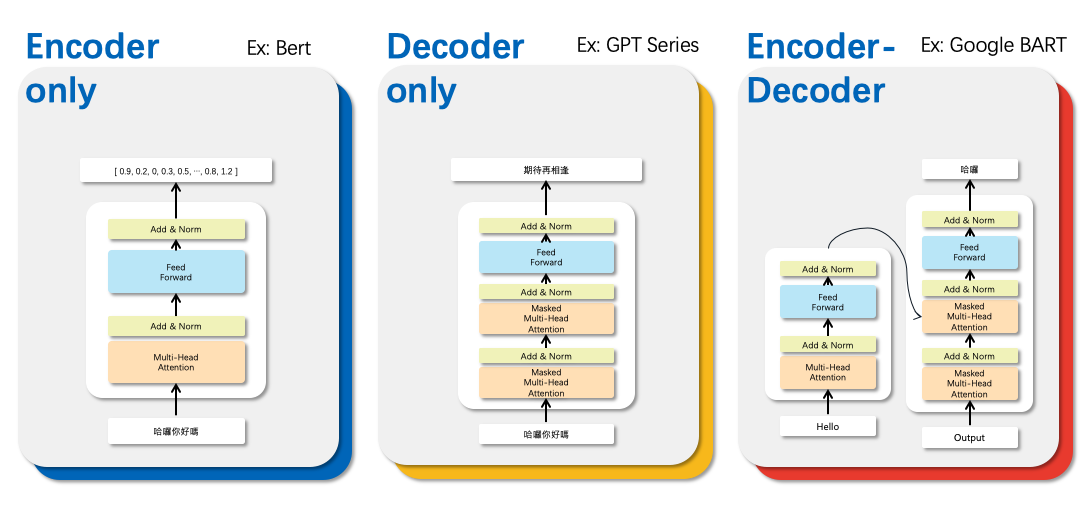 Encoder
only
Ex: Bert
[ 0.9, 0.2, 0, 0.3, 0.5, ···, 0.8, 1.2 ]
Add & Norm
Feed
Forward
Add & Norm
Multi-Head
Attention
哈囉你好嗎
Decoder
only
Ex: GPT Series
期待再相逢
Add & Norm
Feed
Forward
Add & Norm
Masked
Multi-Head
Attention
Add & Norm
Masked
Multi-Head
Attention
哈囉你好嗎
Encoder-
Decoder
Ex: Google BART
Add & Norm
Feed
Forward
Add & Norm
Multi-Head
Attention
Hello
哈囉
Add & Norm
Feed
Forward
Add & Norm
Masked
Multi-Head
Attention
Add & Norm
Masked
Multi-Head
Attention
Output